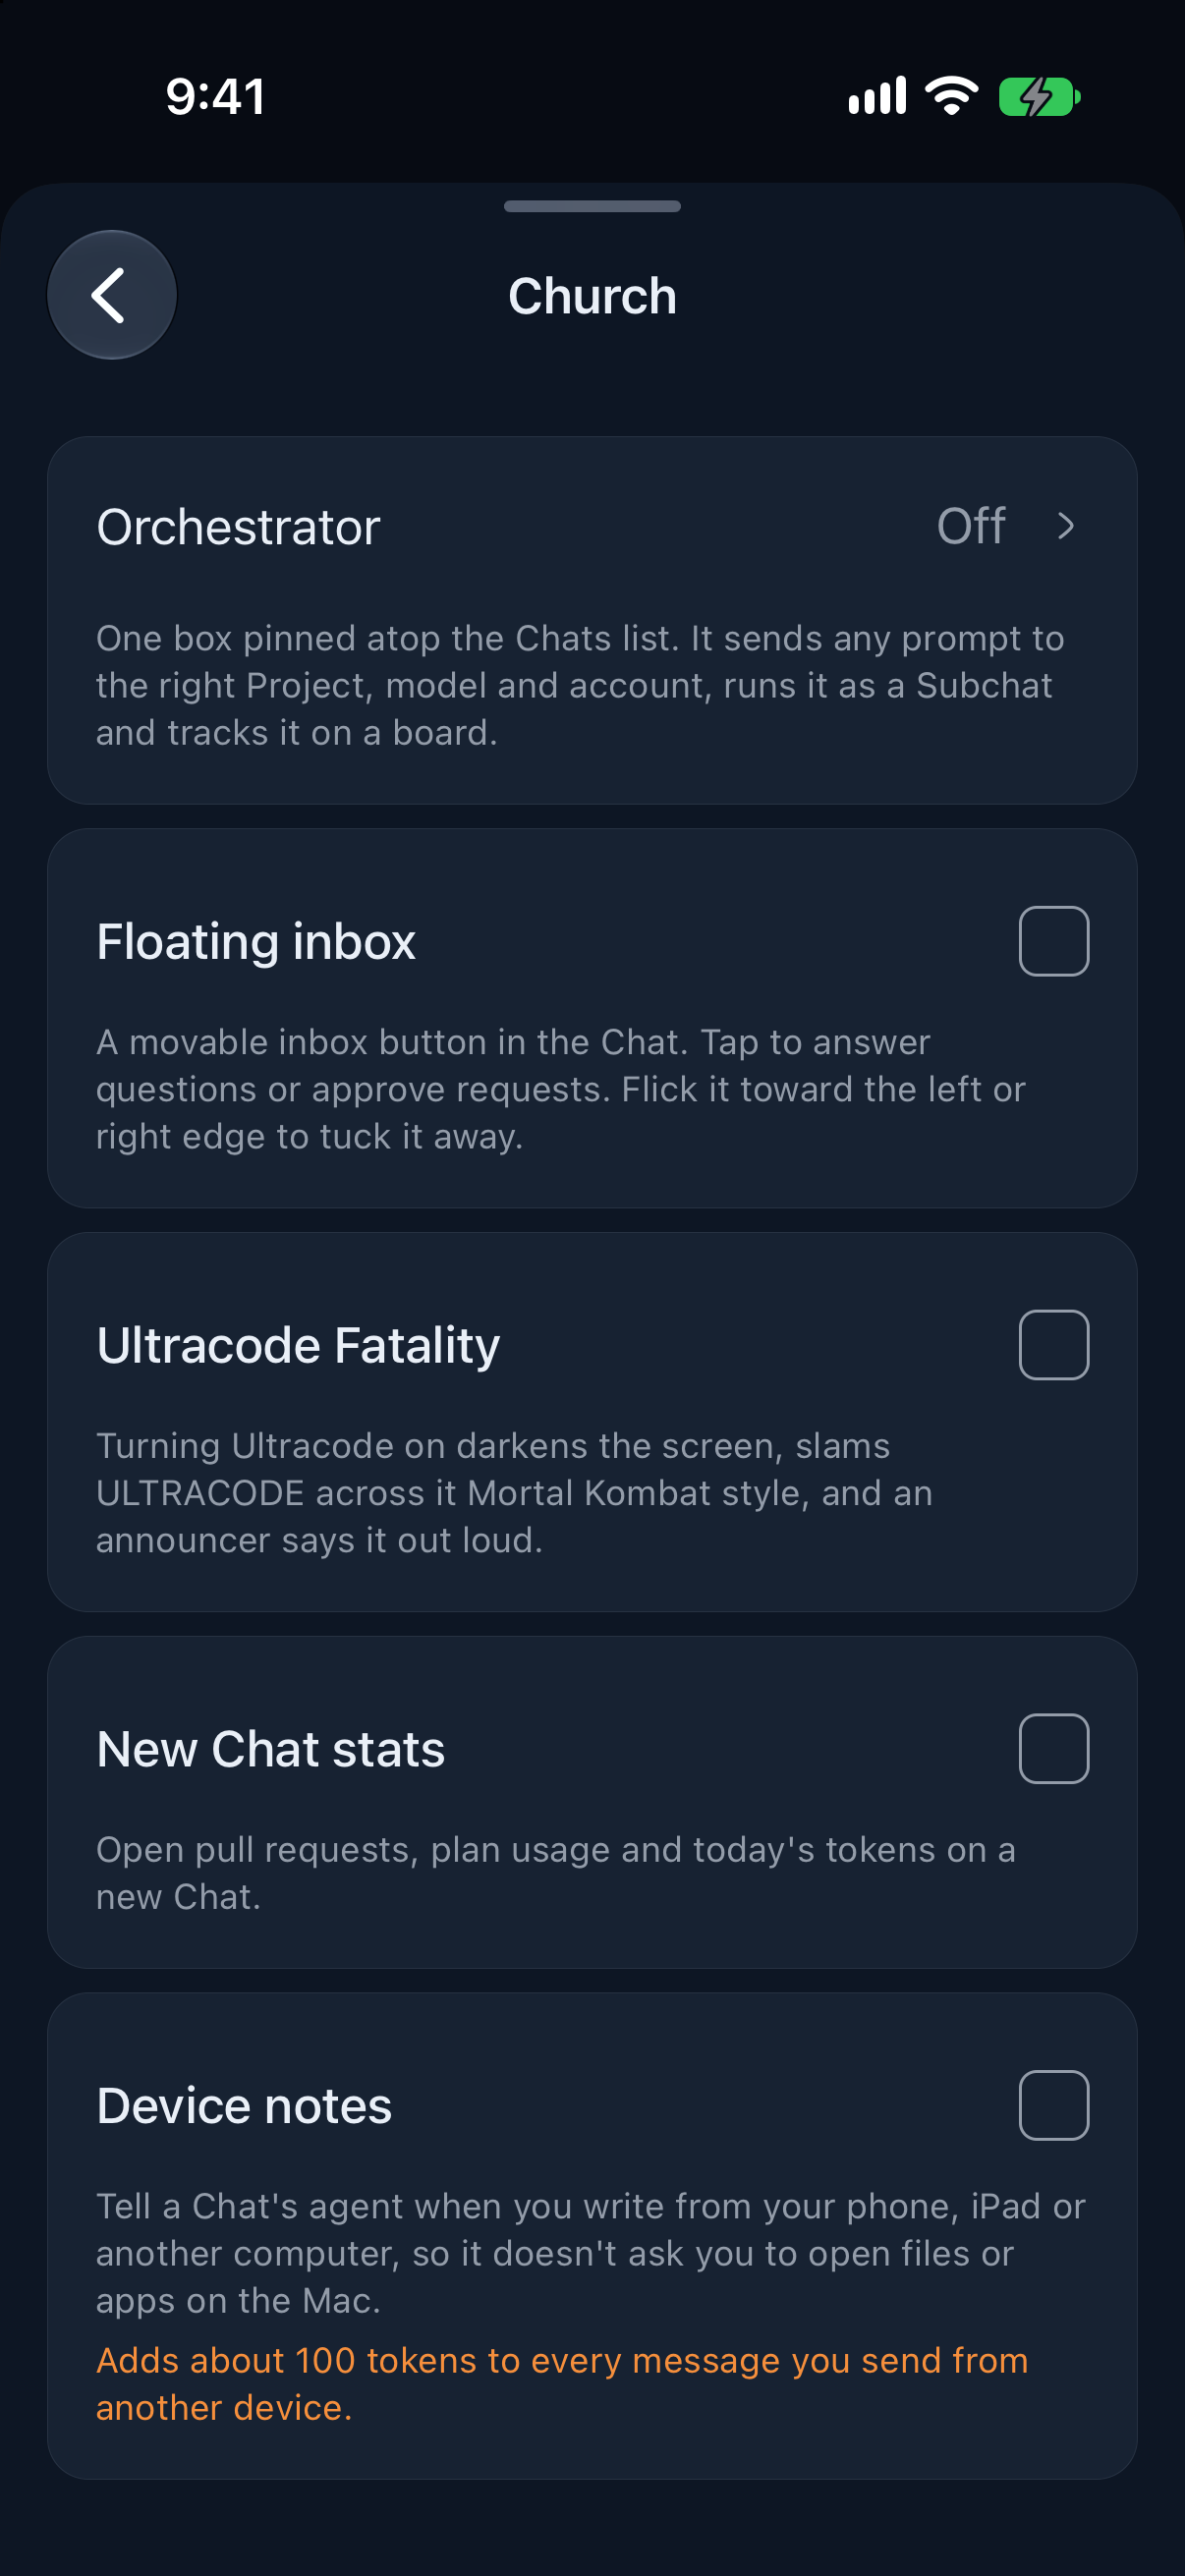 9:41
Church
Orchestrator Off
One box pinned atop the Chats list. It sends any prompt to
the right Project, model and account, runs it as a Subchat
and tracks it on a board.
Floating inbox
A movable inbox button in the Chat. Tap to answer
questions or approve requests. Flick it toward the left or
right edge to tuck it away.
Ultracode Fatality
Turning Ultracode on darkens the screen, slams
ULTRACODE across it Mortal Kombat style, and an
announcer says it out loud.
New Chat stats
Open pull requests, plan usage and today's tokens on a
new Chat.
Device notes
Tell a Chat's agent when you write from your phone, iPad or
another computer, so it doesn't ask you to open files or
apps on the Mac.
Adds about 100 tokens to every message you send from
another device.